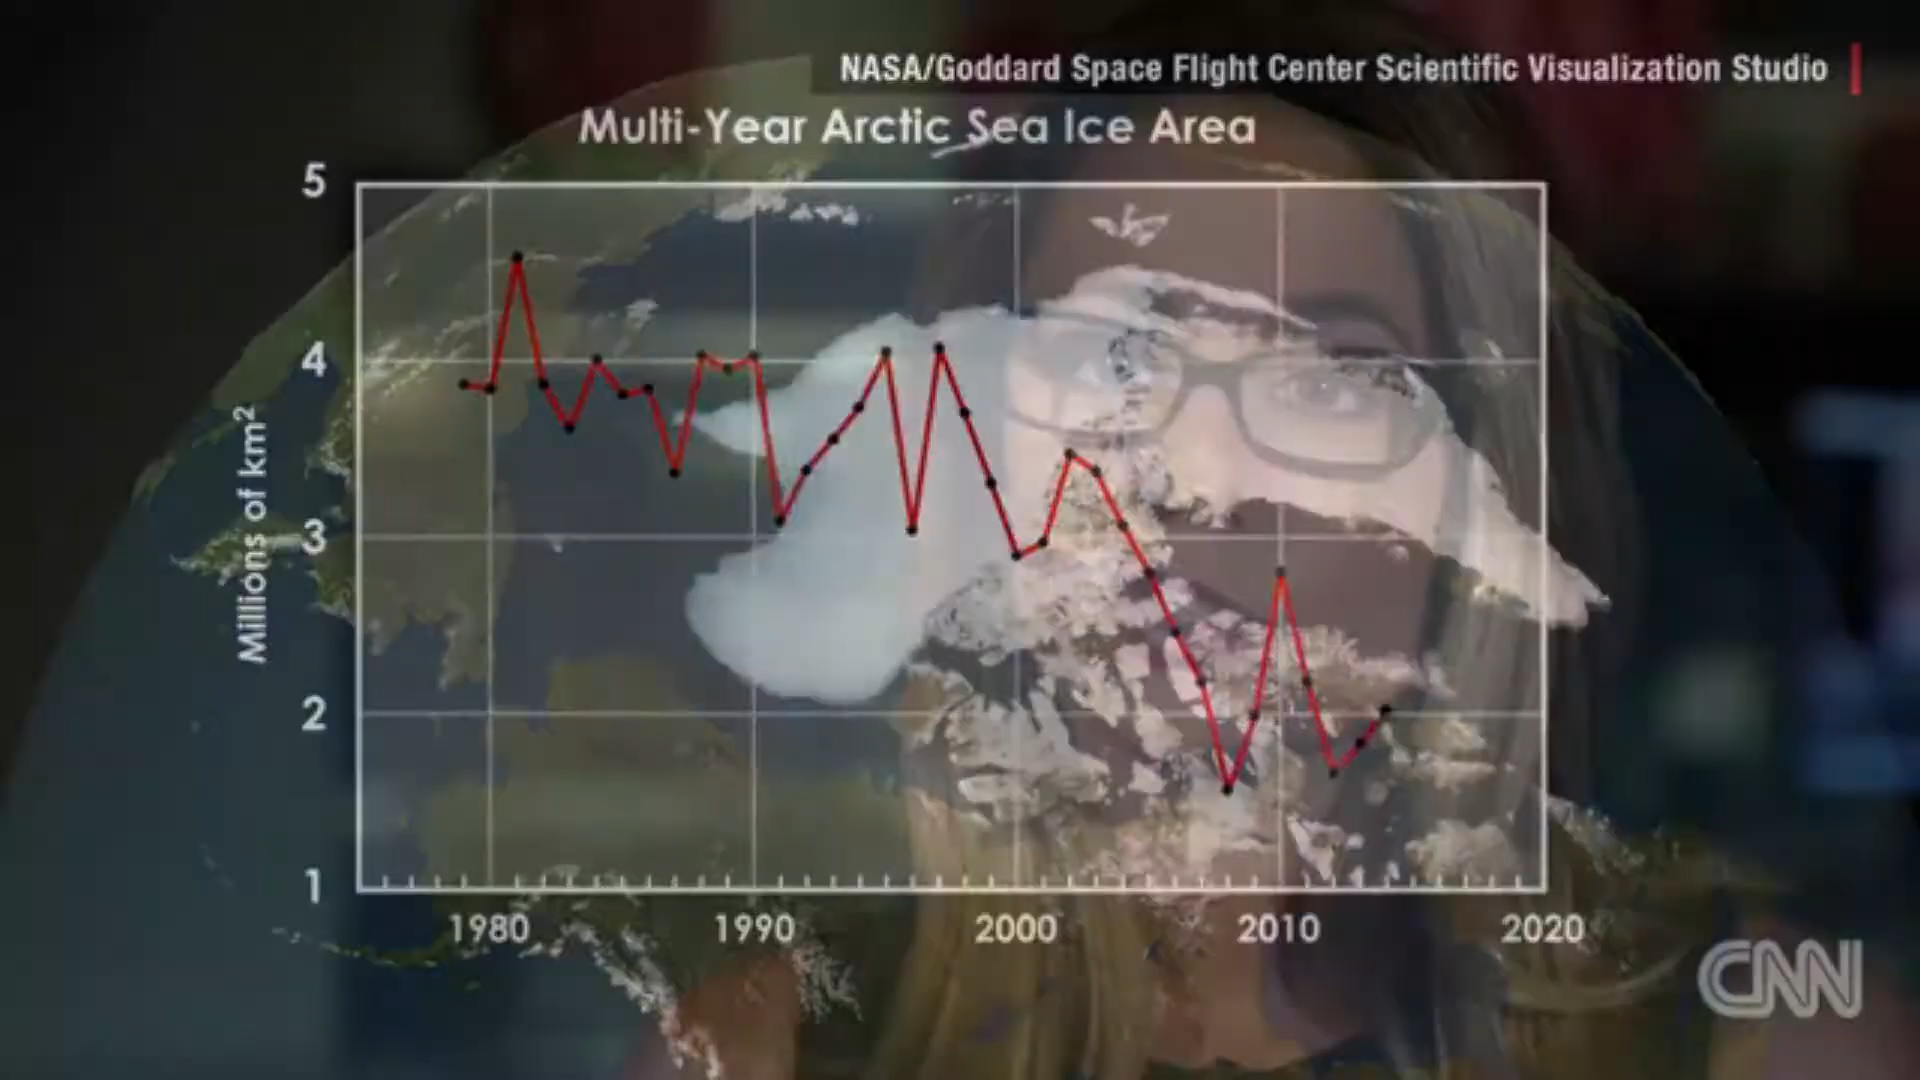 NASA/Goddard Space Flight Center Scientific Visualization Studio
Multi-Year Arctic Sea Ice Area
5
4
3
2
1
Millions of km²
1980 1990 2000 2010 2020
CNN